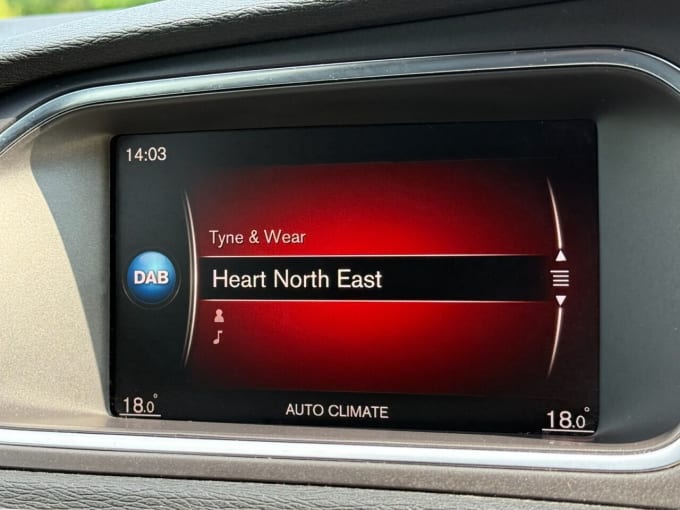 14:03
Tyne & Wear
DAB
Heart North East
18.0°
AUTO CLIMATE
18.0°